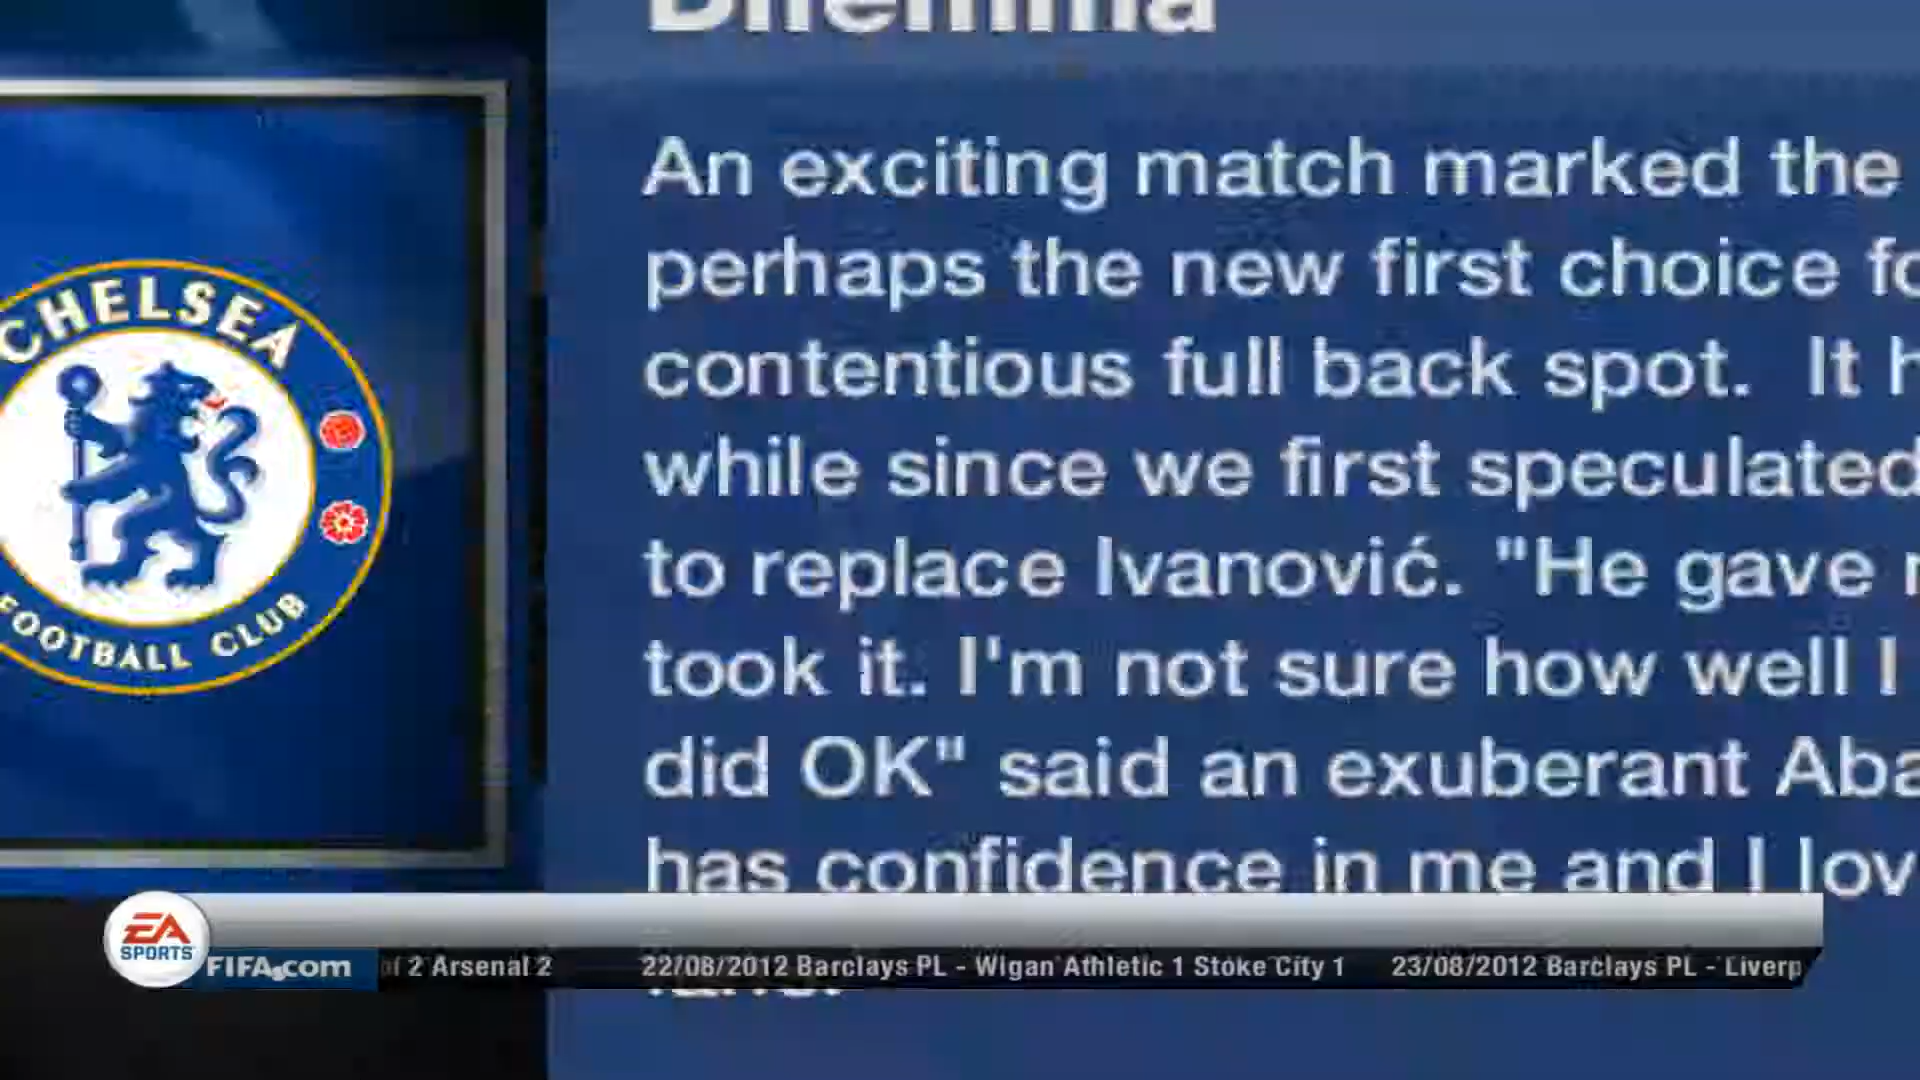 Dilemma
An exciting match marked the
perhaps the new first choice
contentious full back spot. It
while since we first speculated
to replace Ivanović. "He gave
took it. I'm not sure how well I
did OK" said an exuberant Aba
has confidence in me and I lov
CHELSEA
FOOTBALL CLUB
EA
SPORTS
FIFA.com
of 2 Arsenal 2 22/08/2012 Barclays PL - Wigan Athletic 1 Stoke City 1 23/08/2012 Barclays PL - Liverp